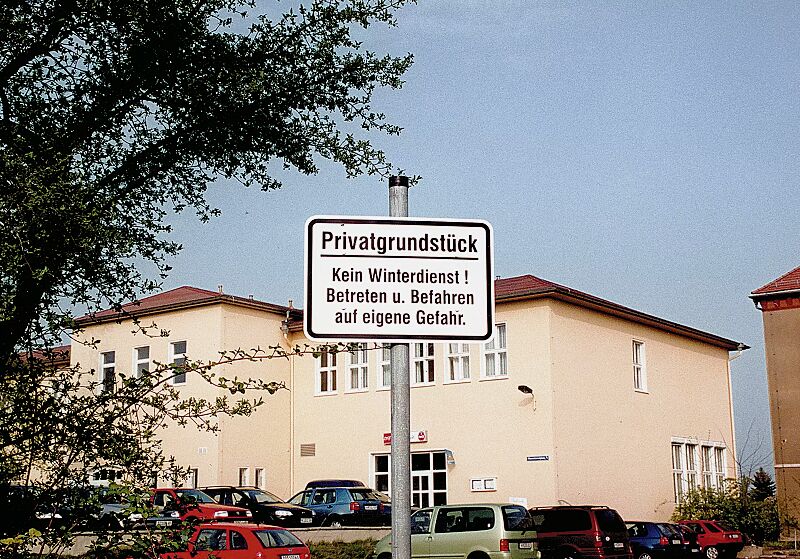 Privatgrundstück
Kein Winterdienst !
Betreten u. Befahren
auf eigene Gefahr.